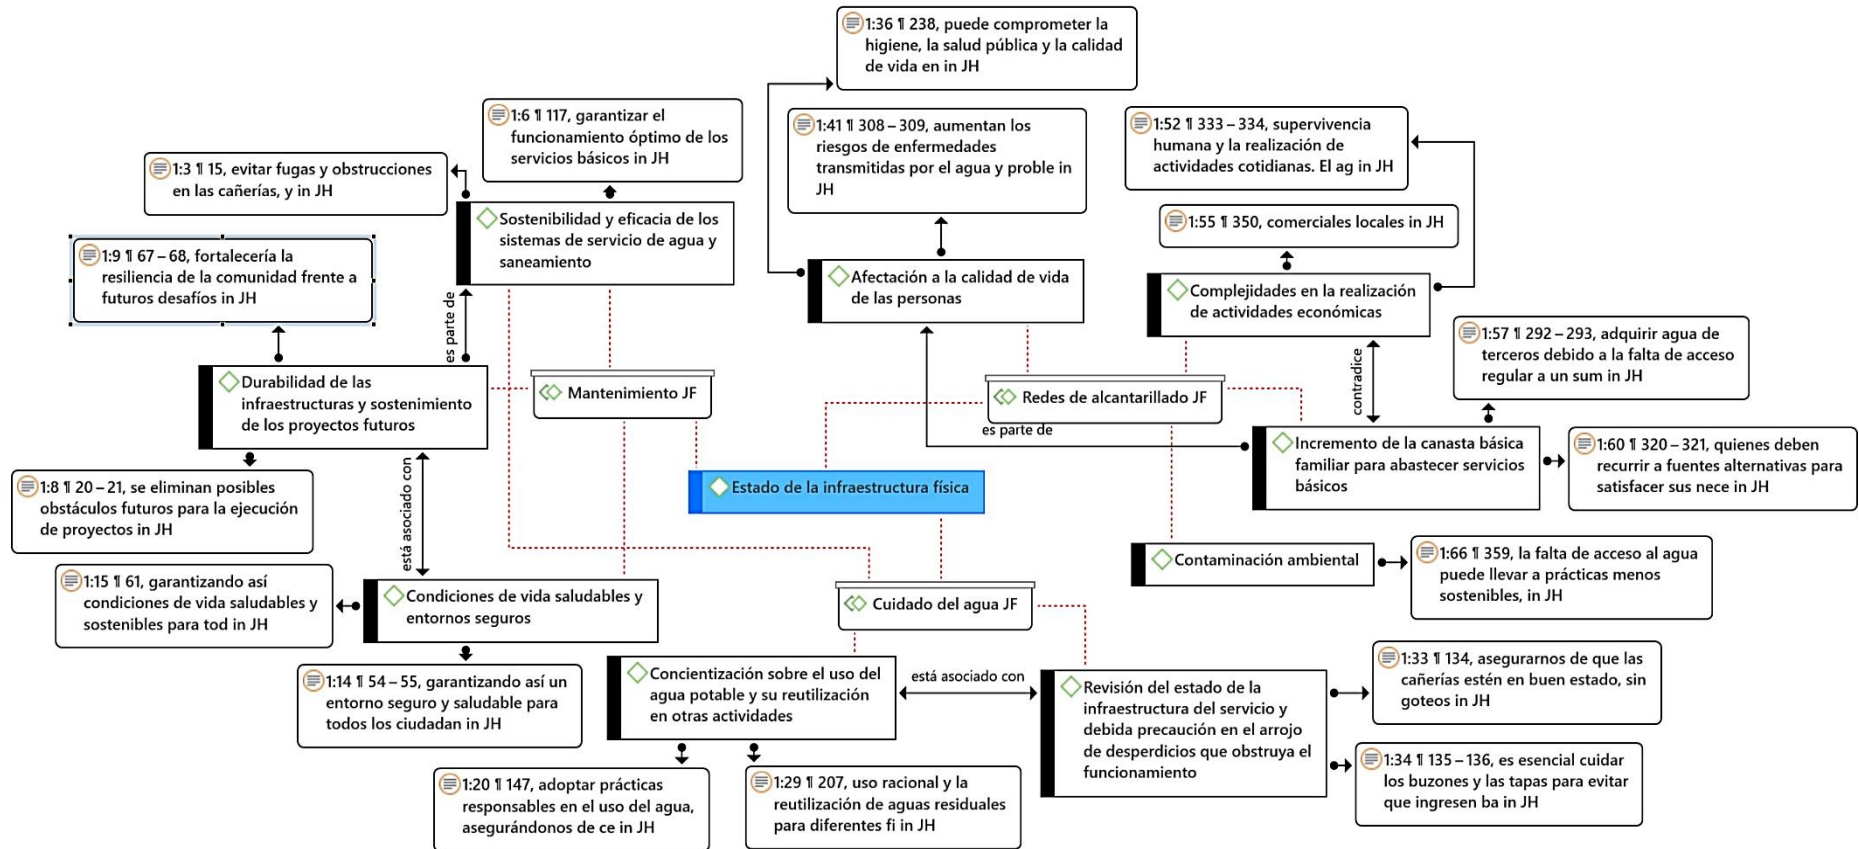 1:36 ¶ 238, puede comprometer la
higiene, la salud pública y la calidad
de vida en in JH
1:6 ¶ 117, garantizar el
funcionamiento óptimo de los
servicios básicos in JH
1:41 ¶ 308 – 309, aumentan los
riesgos de enfermedades
transmitidas por el agua y proble in
JH
1:52 ¶ 333 – 334, supervivencia
humana y la realización de
actividades cotidianas. El ag in JH
1:3 ¶ 15, evitar fugas y obstrucciones
en las cañerías, y in JH
1:55 ¶ 350, comerciales locales in JH
Sostenibilidad y eficacia de los
sistemas de servicio de agua y
saneamiento
1:9 ¶ 67 – 68, fortalecería la
resiliencia de la comunidad frente a
futuros desafíos in JH
Afectación a la calidad de vida
de las personas
Complejidades en la realización
de actividades económicas
es parte de
1:57 ¶ 292 – 293, adquirir agua de
terceros debido a la falta de acceso
regular a un sum in JH
Durabilidad de las
infraestructuras y sostenimiento
de los proyectos futuros
Mantenimiento JF
Redes de alcantarillado JF
contradice
es parte de
Incremento de la canasta básica
familiar para abastecer servicios
básicos
1:60 ¶ 320 – 321, quienes deben
recurrir a fuentes alternativas para
satisfacer sus nece in JH
1:8 ¶ 20 – 21, se eliminan posibles
obstáculos futuros para la ejecución
de proyectos in JH
está asociado con
Estado de la infraestructura física
Contaminación ambiental
1:66 ¶ 359, la falta de acceso al agua
puede llevar a prácticas menos
sostenibles, in JH
1:15 ¶ 61, garantizando así
condiciones de vida saludables y
sostenibles para tod in JH
Condiciones de vida saludables y
entornos seguros
Cuidado del agua JF
1:14 ¶ 54 – 55, garantizando así un
entorno seguro y saludable para
todos los ciudadan in JH
Concientización sobre el uso del
agua potable y su reutilización
en otras actividades
está asociado con
Revisión del estado de la
infraestructura del servicio y
debida precaución en el arrojo
de desperdicios que obstruya el
funcionamiento
1:33 ¶ 134, asegurarnos de que las
cañerías estén en buen estado, sin
goteos in JH
1:34 ¶ 135 – 136, es esencial cuidar
los buzones y las tapas para evitar
que ingresen ba in JH
1:20 ¶ 147, adoptar prácticas
responsables en el uso del agua,
asegurándonos de ce in JH
1:29 ¶ 207, uso racional y la
reutilización de aguas residuales
para diferentes fi in JH